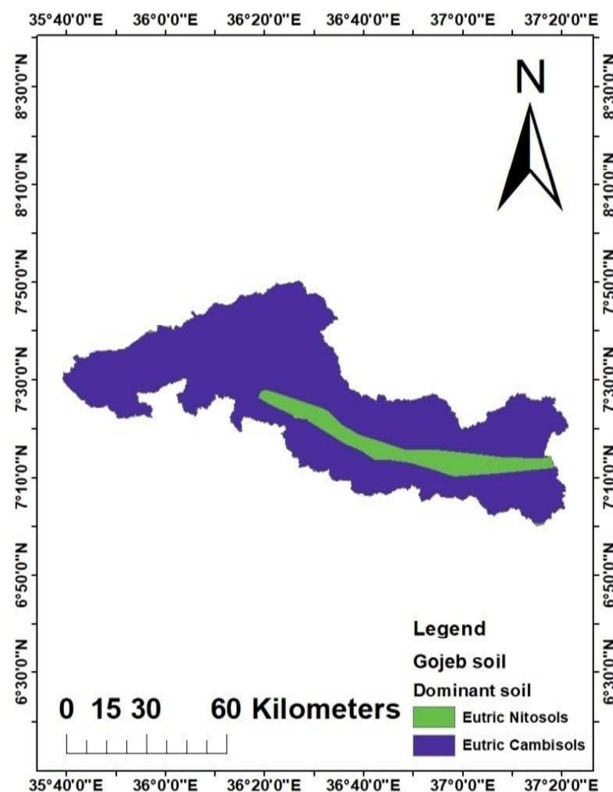 35°40'0"E 36°0'0"E 36°20'0"E 36°40'0"E 37°0'0"E 37°20'0"E
N
8°30'0"N 8°30'0"N
8°10'0"N 8°10'0"N
7°50'0"N 7°50'0"N
7°30'0"N 7°30'0"N
7°10'0"N 7°10'0"N
6°50'0"N 6°50'0"N
6°30'0"N 6°30'0"N
Legend
Gojeb soil
Dominant soil
Eutric Nitosols
Eutric Cambisols
0 15 30 60 Kilometers
35°40'0"E 36°0'0"E 36°20'0"E 36°40'0"E 37°0'0"E 37°20'0"E